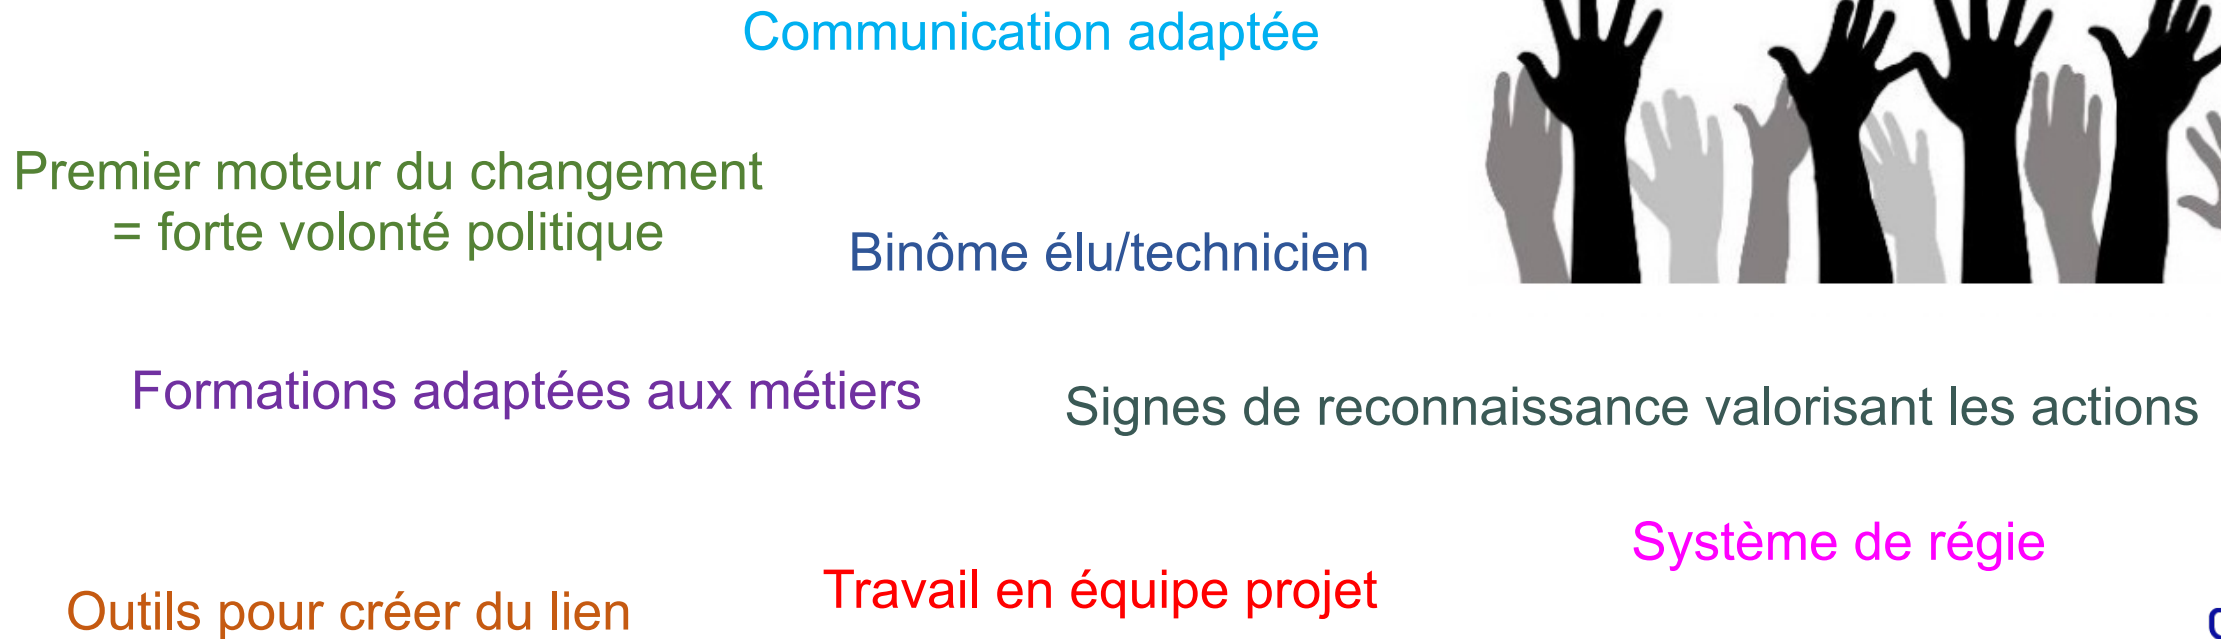 Communication adaptée
Premier moteur du changement
= forte volonté politique
Binôme élu/technicien
Formations adaptées aux métiers
Signes de reconnaissance valorisant les actions
Système de régie
Travail en équipe projet
Outils pour créer du lien